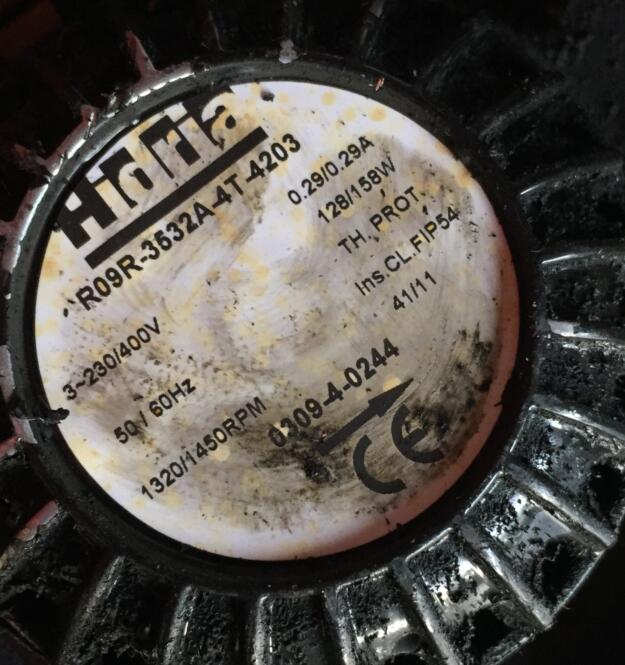 Hidria
R09R-3532A-4T-4203
3~230/400V
0.29/0.29A
50 / 60Hz
128/158W
1320/1450RPM
TH. PROT.
Ins.CL.F IP54
41/11
0309-4-0244
CE